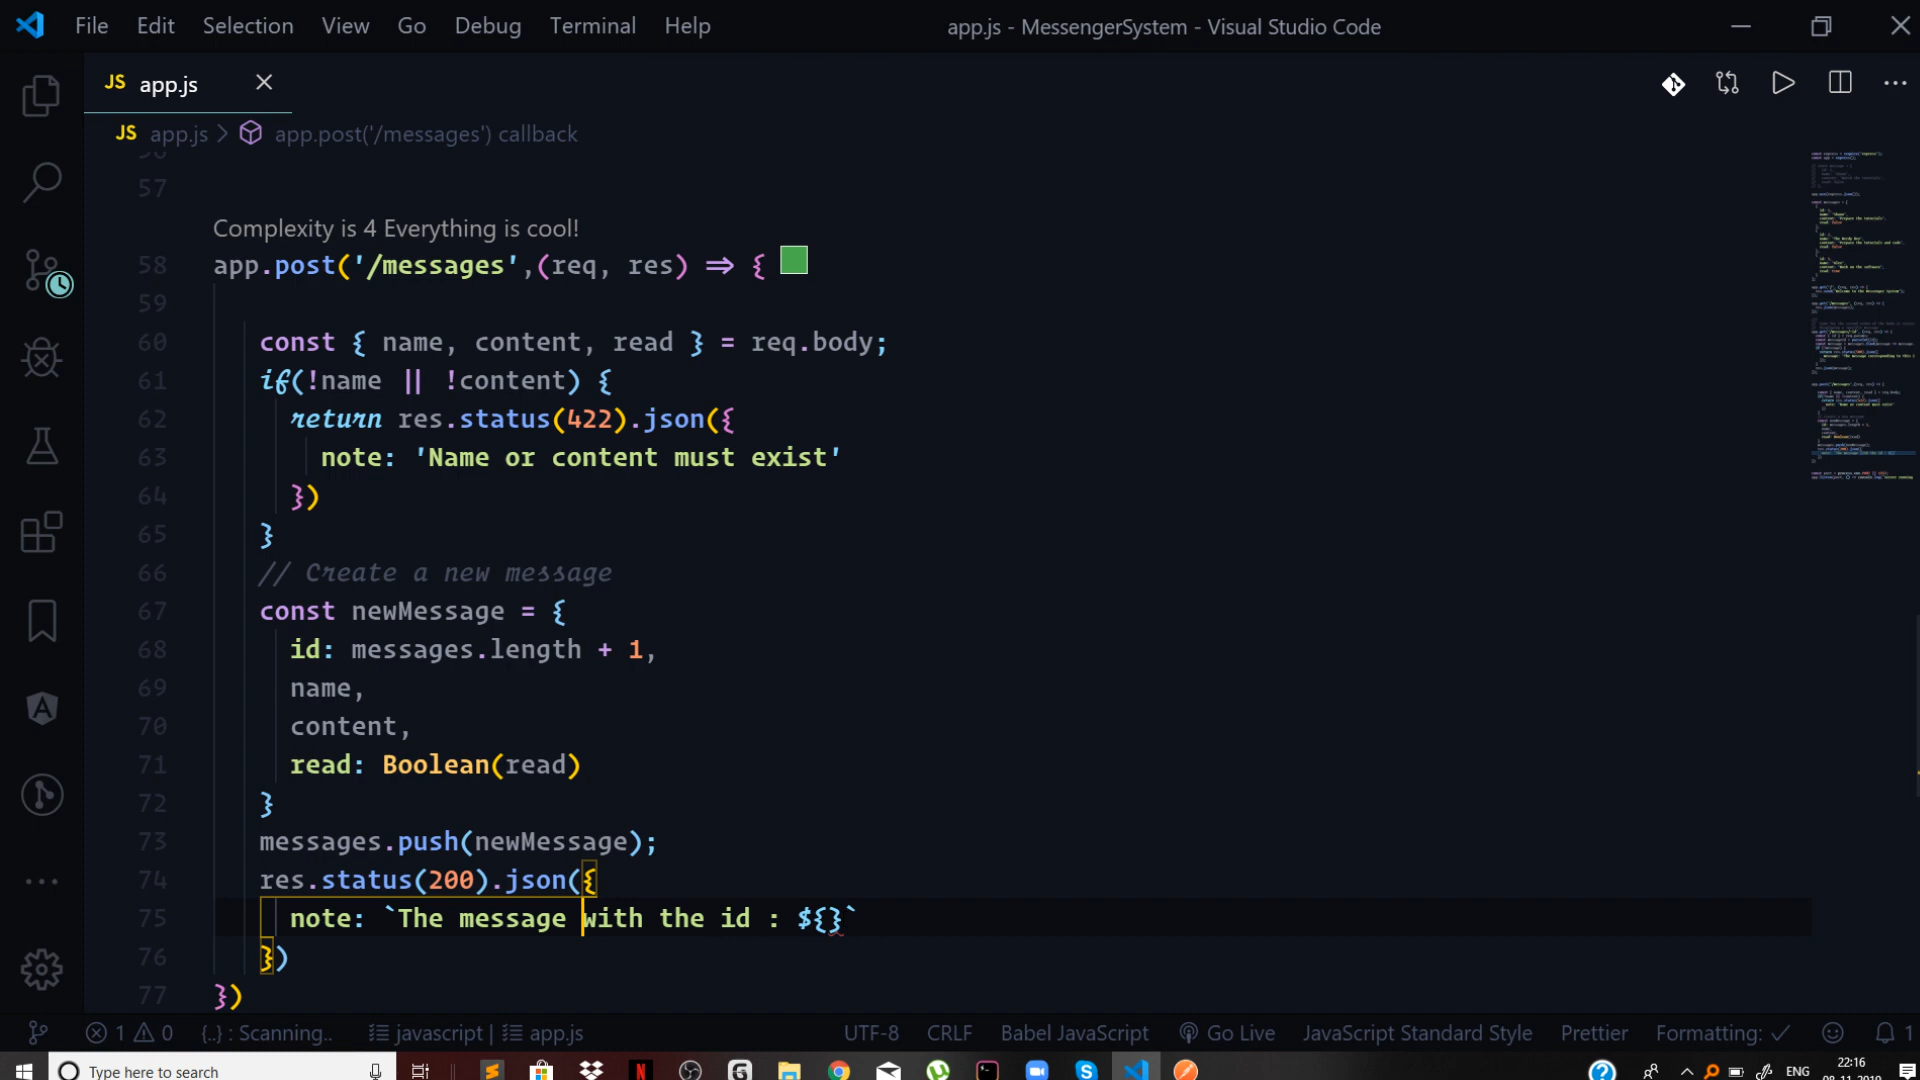 File Edit Selection View Go Debug Terminal Help
app.js - MessengerSystem - Visual Studio Code
JS app.js
JS app.js > app.post('/messages') callback
57
Complexity is 4 Everything is cool!
58 app.post('/messages',(req, res) ⇒ {
59
60 const { name, content, read } = req.body;
61 if(!name || !content) {
62 return res.status(422).json({
63 note: 'Name or content must exist'
64 })
65 }
66 // Create a new message
67 const newMessage = {
68 id: messages.length + 1,
69 name,
70 content,
71 read: Boolean(read)
72 }
73 messages.push(newMessage);
74 res.status(200).json({
75 note: `The message with the id : ${}`
76 })
77 })
1 0 {..} : Scanning.. javascript | app.js UTF-8 CRLF Babel JavaScript Go Live JavaScript Standard Style Prettier Formatting: ✓ 1
Type here to search
ENG 22:16
08-11-2019